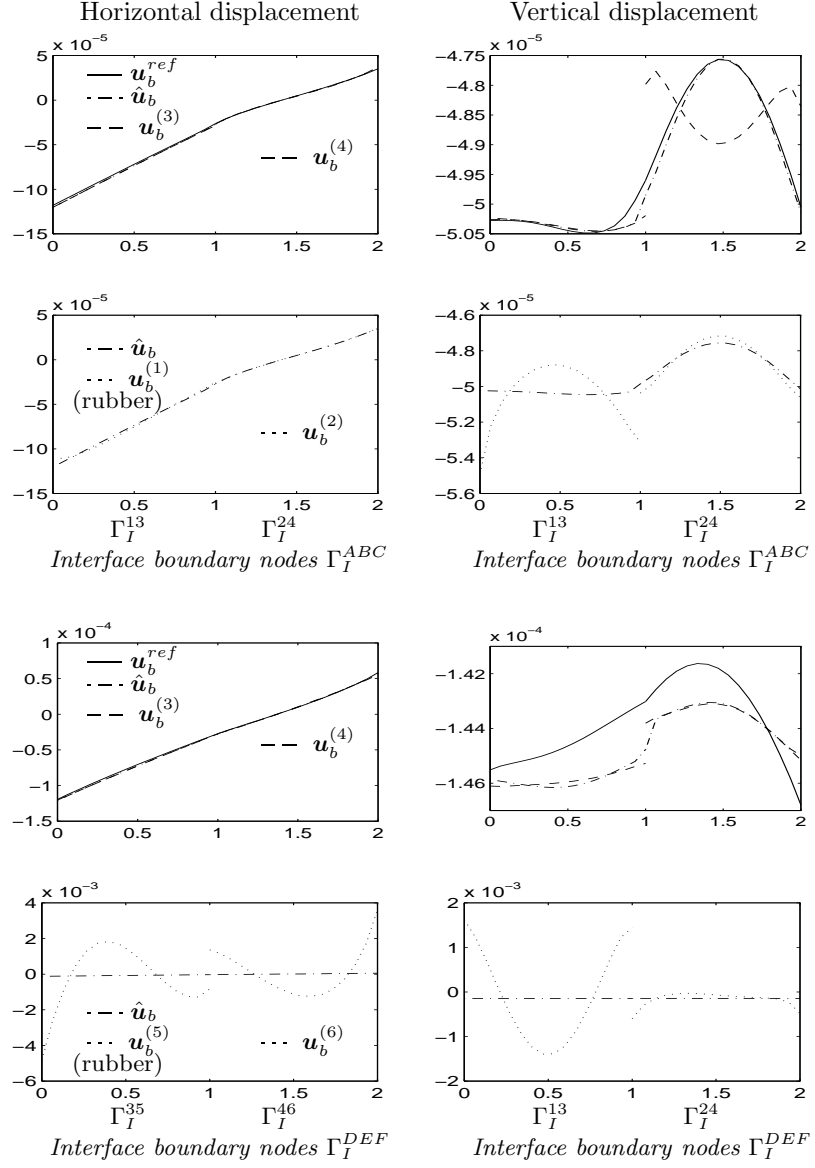 Horizontal displacement
Vertical displacement
x 10⁻⁵
5
0
−5
−10
−15
0 0.5 1 1.5 2
u_b^{ref}
û_b
u_b^{(3)}
u_b^{(4)}
x 10⁻⁵
−4.75
−4.8
−4.85
−4.9
−4.95
−5
−5.05
0 0.5 1 1.5 2
x 10⁻⁵
5
0
−5
−10
−15
0 0.5 1 1.5 2
û_b
u_b^{(1)}
(rubber)
u_b^{(2)}
Γ_I^{13} Γ_I^{24}
Interface boundary nodes Γ_I^{ABC}
x 10⁻⁵
−4.6
−4.8
−5
−5.2
−5.4
−5.6
0 0.5 1 1.5 2
Γ_I^{13} Γ_I^{24}
Interface boundary nodes Γ_I^{ABC}
x 10⁻⁴
1
0.5
0
−0.5
−1
−1.5
0 0.5 1 1.5 2
u_b^{ref}
û_b
u_b^{(3)}
u_b^{(4)}
x 10⁻⁴
−1.42
−1.44
−1.46
0 0.5 1 1.5 2
x 10⁻³
4
2
0
−2
−4
−6
0 0.5 1 1.5 2
û_b
u_b^{(5)}
(rubber)
u_b^{(6)}
Γ_I^{35} Γ_I^{46}
Interface boundary nodes Γ_I^{DEF}
x 10⁻³
2
1
0
−1
−2
0 0.5 1 1.5 2
Γ_I^{13} Γ_I^{24}
Interface boundary nodes Γ_I^{DEF}